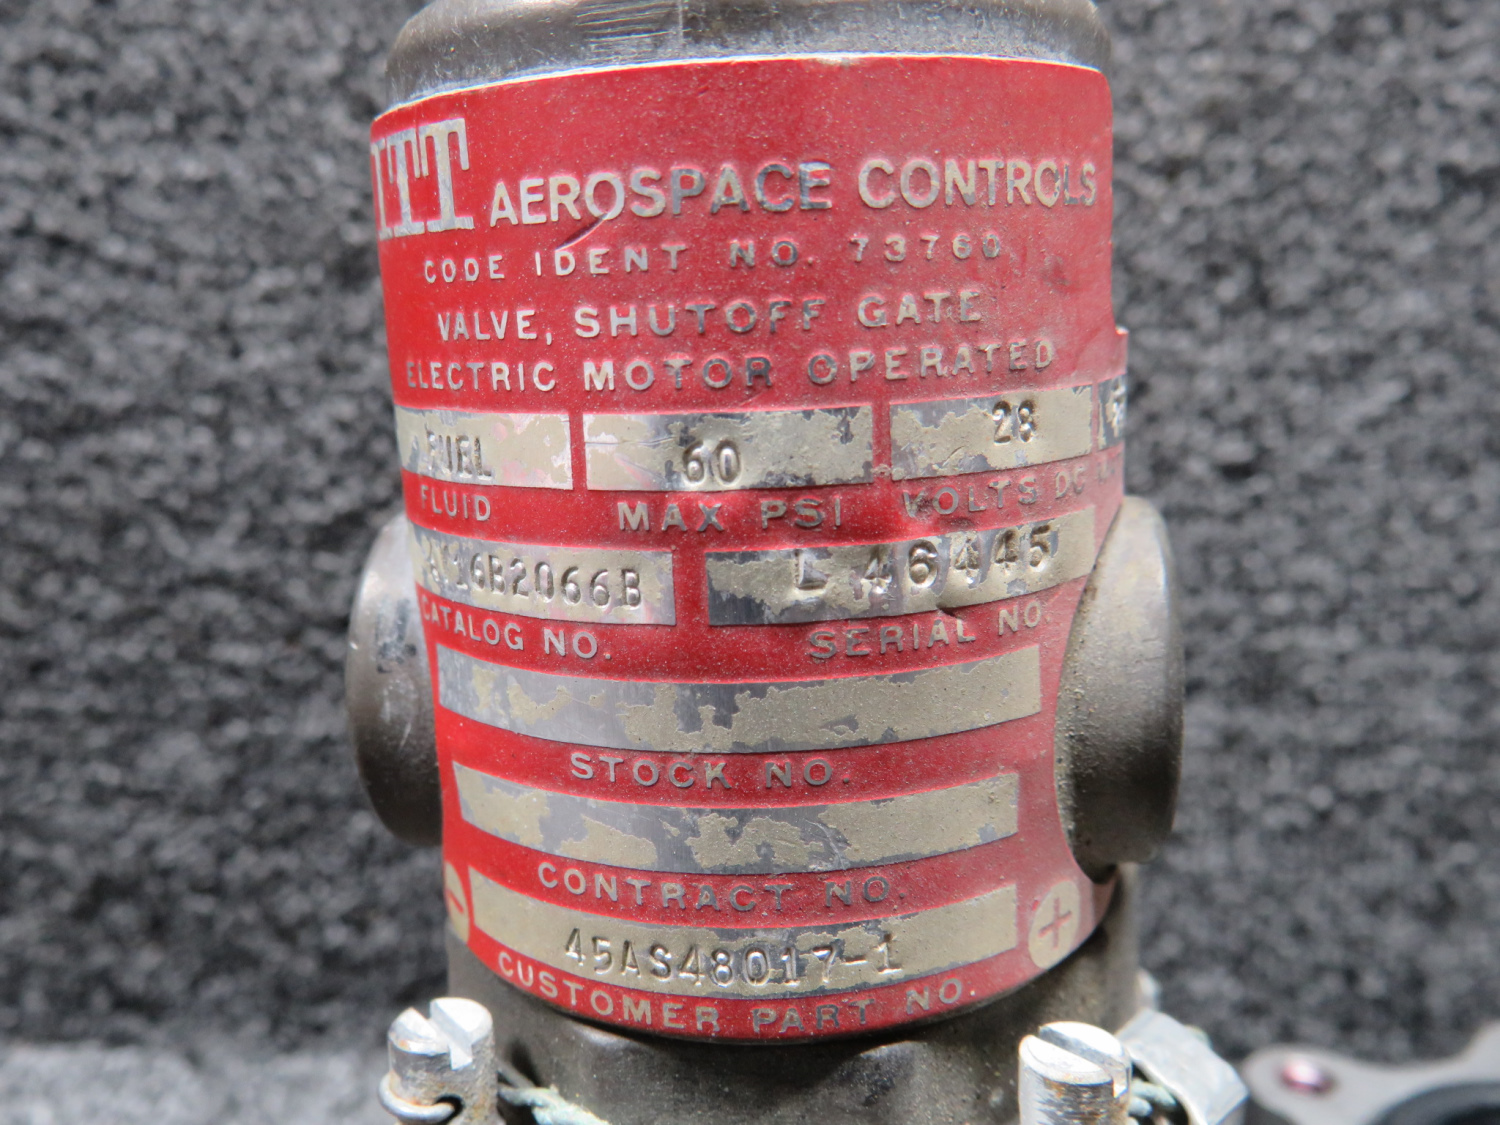 ITT AEROSPACE CONTROLS
CODE IDENT NO. 73760
VALVE, SHUTOFF GATE
ELECTRIC MOTOR OPERATED
FUEL 60 28
FLUID MAX PSI VOLTS DC
16B2066B L 46445
CATALOG NO. SERIAL NO.
STOCK NO.
CONTRACT NO.
- +
45AS48017-1
CUSTOMER PART NO.